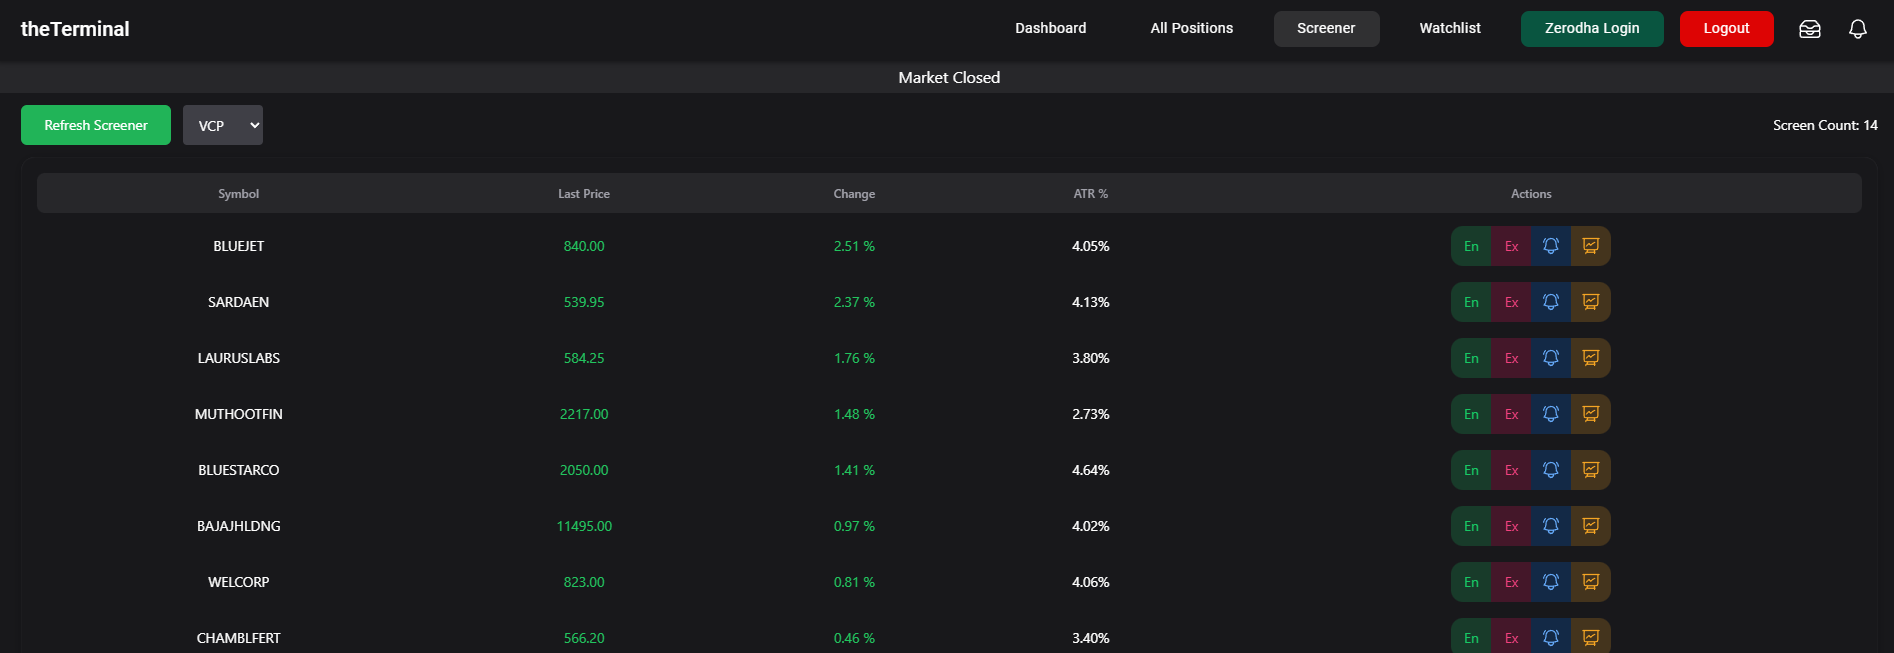 theTerminal Dashboard All Positions Screener Watchlist Zerodha Login Logout
Market Closed
Refresh Screener VCP Screen Count: 14
Symbol Last Price Change ATR % Actions
BLUEJET 840.00 2.51 % 4.05% En Ex
SARDAEN 539.95 2.37 % 4.13% En Ex
LAURUSLABS 584.25 1.76 % 3.80% En Ex
MUTHOOTFIN 2217.00 1.48 % 2.73% En Ex
BLUESTARCO 2050.00 1.41 % 4.64% En Ex
BAJAJHLDNG 11495.00 0.97 % 4.02% En Ex
WELCORP 823.00 0.81 % 4.06% En Ex
CHAMBLFERT 566.20 0.46 % 3.40% En Ex